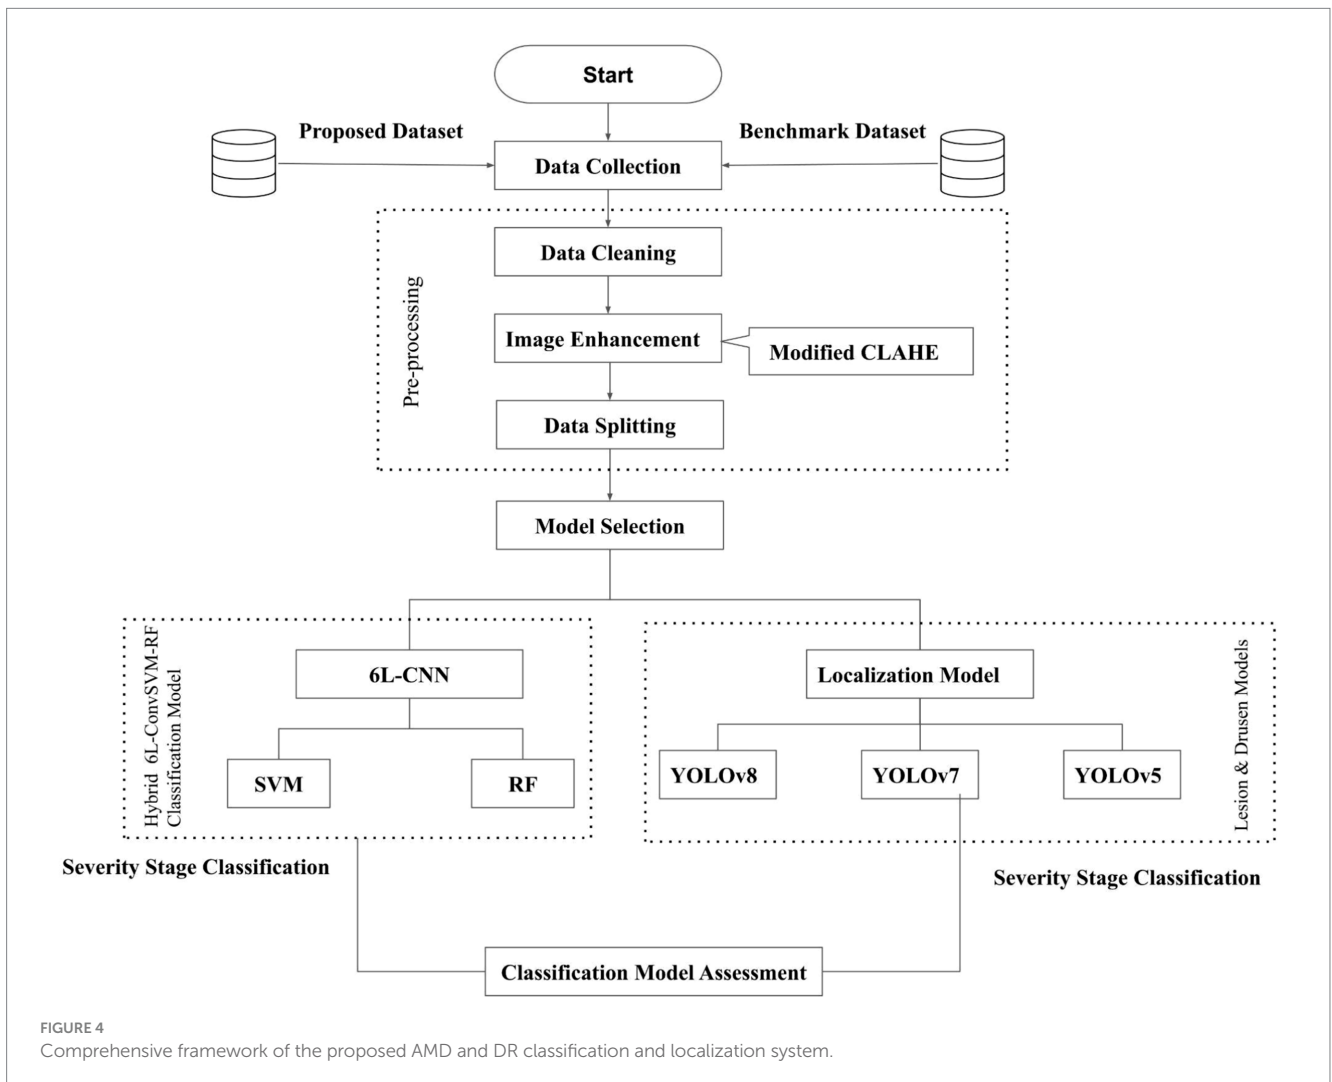 Start
Proposed Dataset
Benchmark Dataset
Data Collection
Pre-processing
Data Cleaning
Image Enhancement
Modified CLAHE
Data Splitting
Model Selection
Hybrid 6L-ConvSVM-RF
Classification Model
6L-CNN
SVM
RF
Localization Model
YOLOv8
YOLOv7
YOLOv5
Lesion & Drusen Models
Severity Stage Classification
Severity Stage Classification
Classification Model Assessment
FIGURE 4
Comprehensive framework of the proposed AMD and DR classification and localization system.